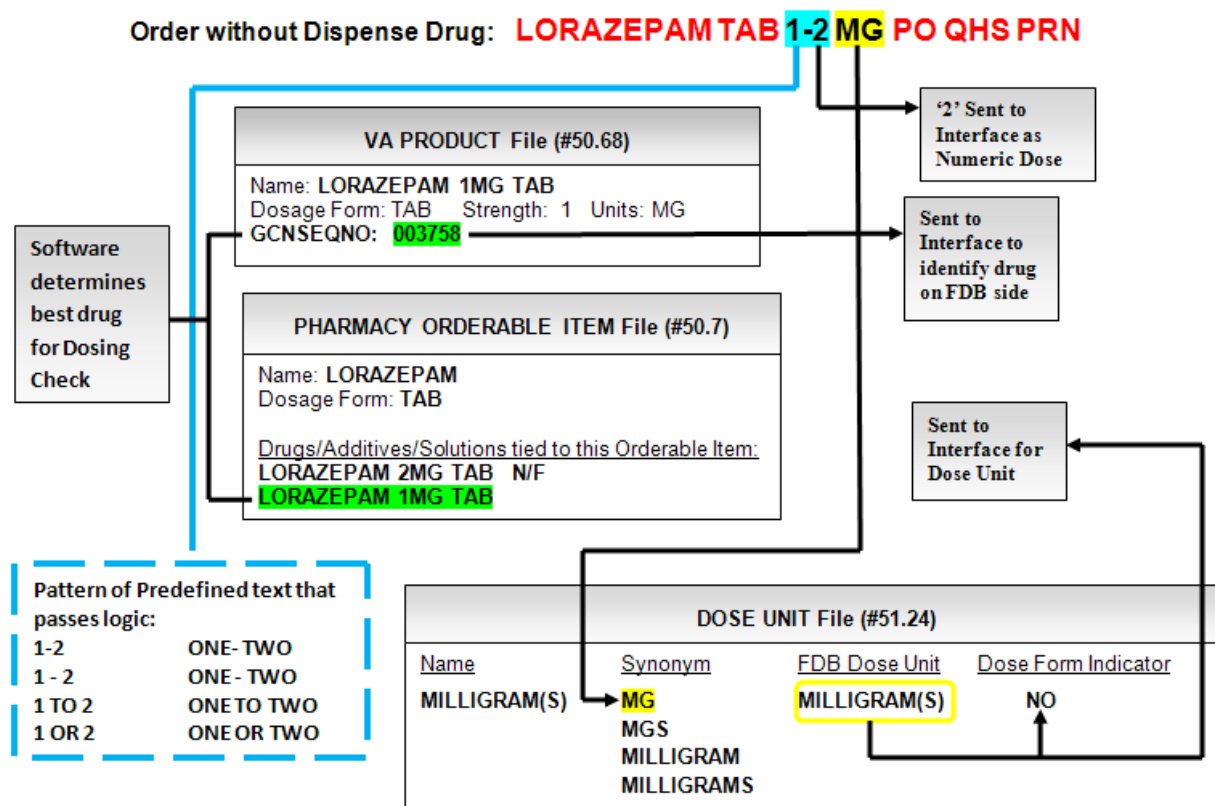 Order without Dispense Drug: LORAZEPAM TAB 1-2 MG PO QHS PRN
'2' Sent to
Interface as
Numeric Dose
VA PRODUCT File (#50.68)
Name: LORAZEPAM 1MG TAB
Dosage Form: TAB Strength: 1 Units: MG
GCNSEQNO: 003758
Sent to
Interface to
identify drug
on FDB side
Software
determines
best drug
for Dosing
Check
PHARMACY ORDERABLE ITEM File (#50.7)
Name: LORAZEPAM
Dosage Form: TAB
Drugs/Additives/Solutions tied to this Orderable Item:
LORAZEPAM 2MG TAB N/F
LORAZEPAM 1MG TAB
Sent to
Interface for
Dose Unit
Pattern of Predefined text that
passes logic:
1-2 ONE- TWO
1 - 2 ONE - TWO
1 TO 2 ONE TO TWO
1 OR 2 ONE OR TWO
DOSE UNIT File (#51.24)
Name Synonym FDB Dose Unit Dose Form Indicator
MILLIGRAM(S) MG MILLIGRAM(S) NO
MGS
MILLIGRAM
MILLIGRAMS